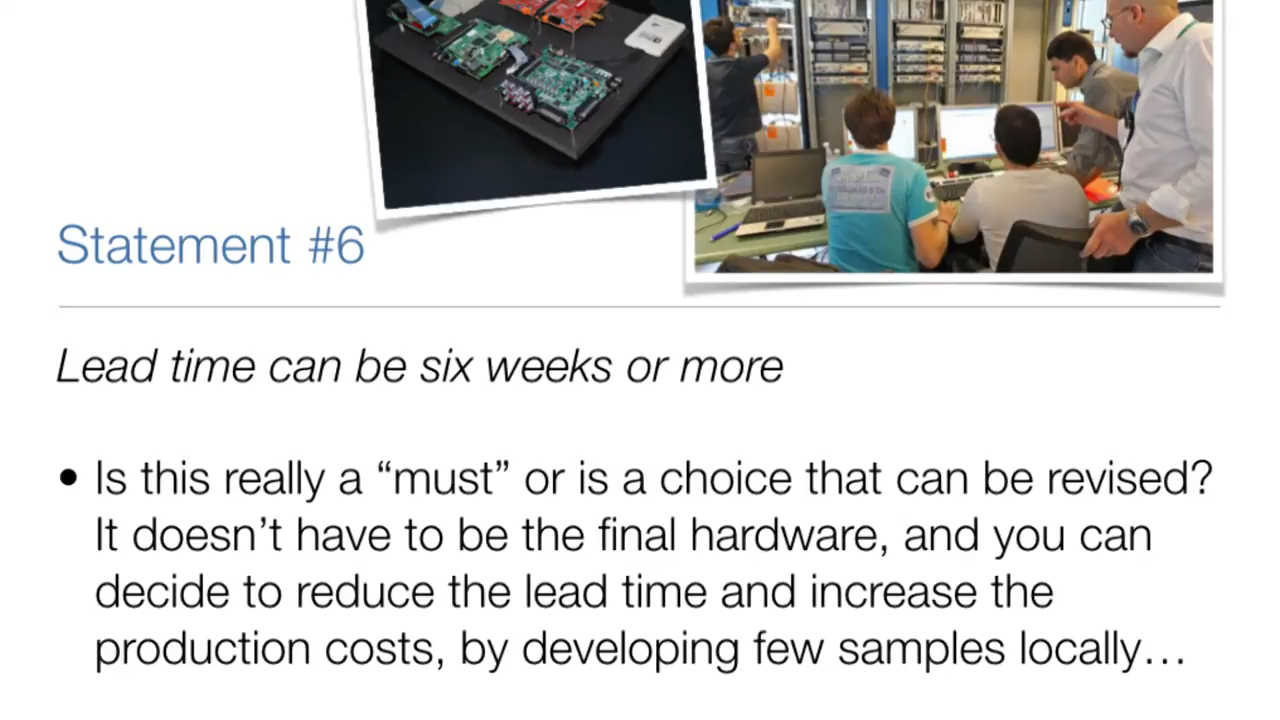 Statement #6
Lead time can be six weeks or more
• Is this really a “must” or is a choice that can be revised?
It doesn’t have to be the final hardware, and you can
decide to reduce the lead time and increase the
production costs, by developing few samples locally…